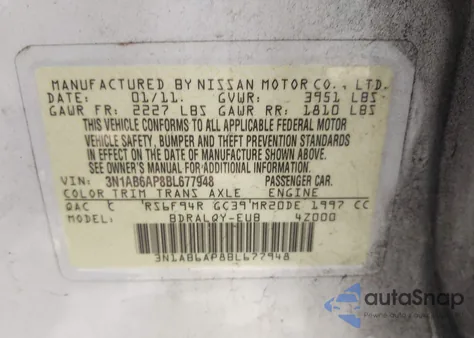 MANUFACTURED BY NISSAN MOTOR CO., LTD.
DATE: 01/11. GVWR: 3951 LBS
GAWR FR: 2227 LBS GAWR RR: 1810 LBS
THIS VEHICLE CONFORMS TO ALL APPLICABLE FEDERAL MOTOR
VEHICLE SAFETY, BUMPER AND THEFT PREVENTION STANDARDS
IN EFFECT ON THE DATE OF MANUFACTURE SHOWN ABOVE.
SEE OWNER'S MANUAL FOR ADDITIONAL INFORMATION.
VIN: 3N1AB6AP8BL677948 PASSENGER CAR.
COLOR TRIM TRANS AXLE ENGINE
QAC RS6F94R GC39 MR20DE 1997 CC
MODEL: BDRALQY-EUB 4Z000
3N1AB6AP8BL677948
autoSnap